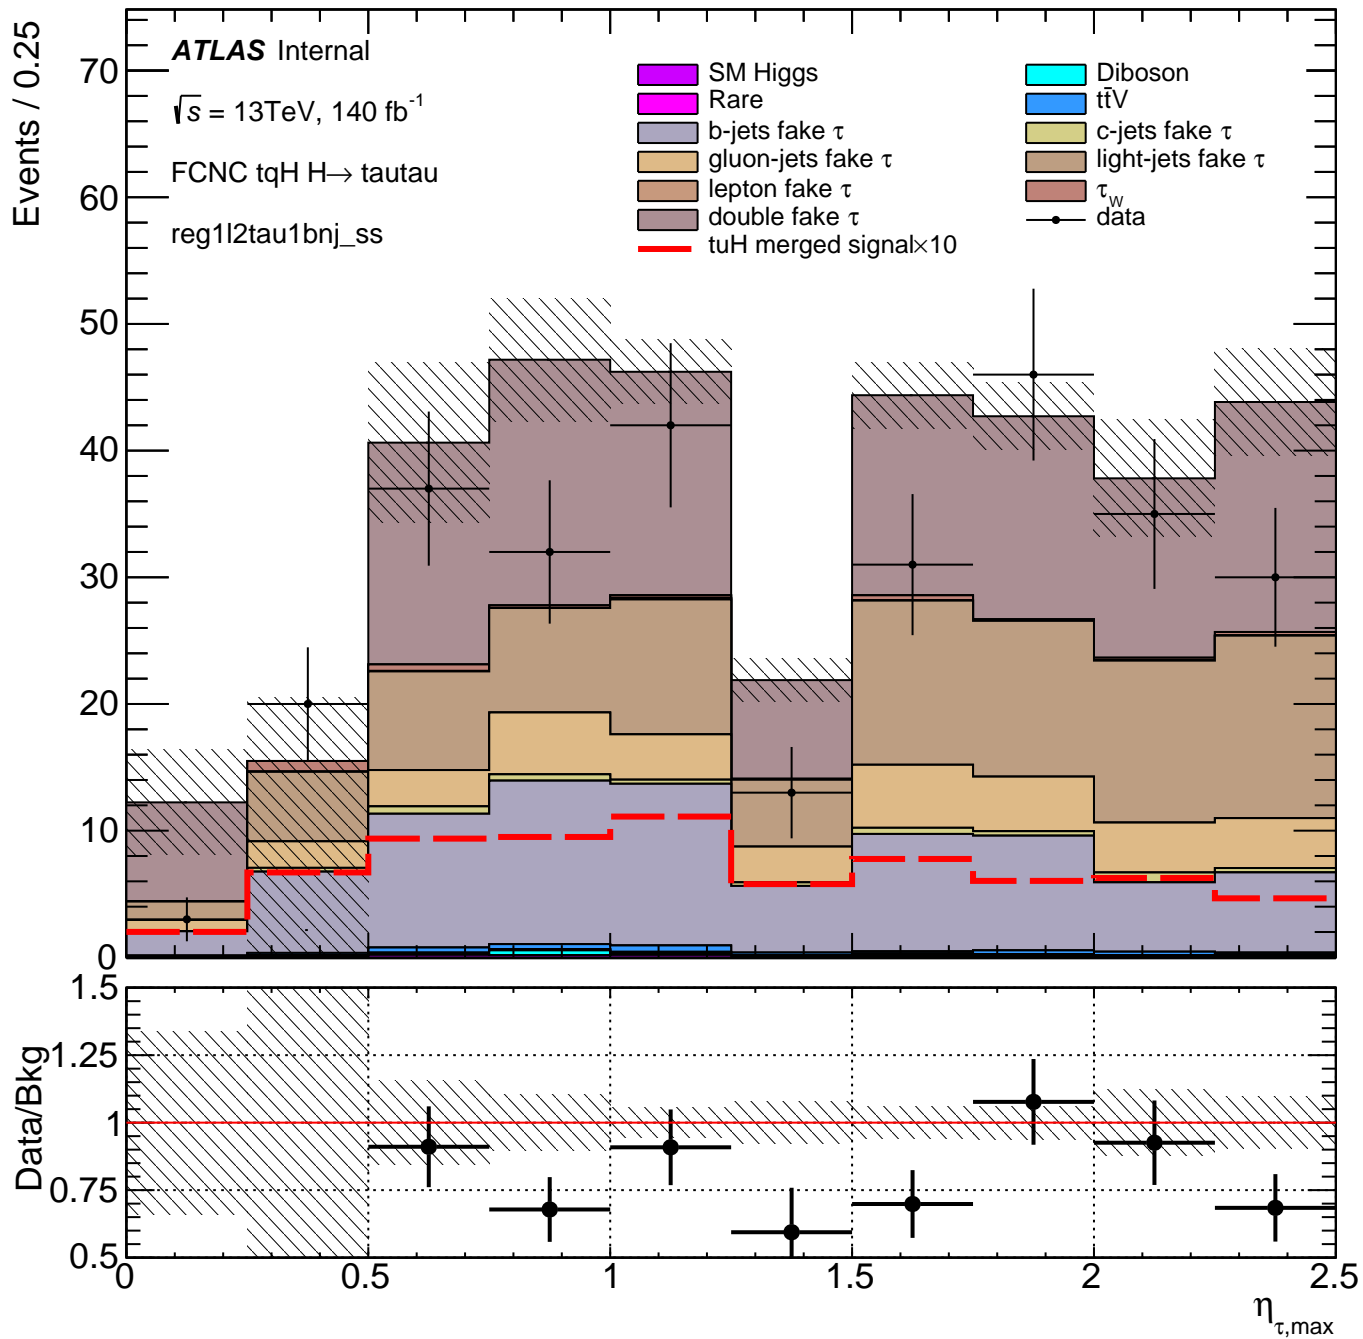 Events / 0.25
ATLAS Internal
√s = 13TeV, 140 fb⁻¹
FCNC tqH H→ tautau
reg1l2tau1bnj_ss
SM Higgs
Rare
b-jets fake τ
gluon-jets fake τ
lepton fake τ
double fake τ
tuH merged signal×10
Diboson
tt̄V
c-jets fake τ
light-jets fake τ
τ_W
data
70
60
50
40
30
20
10
0
Data/Bkg
1.5
1.25
1
0.75
0.5
0 0.5 1 1.5 2 2.5
η_τ,max